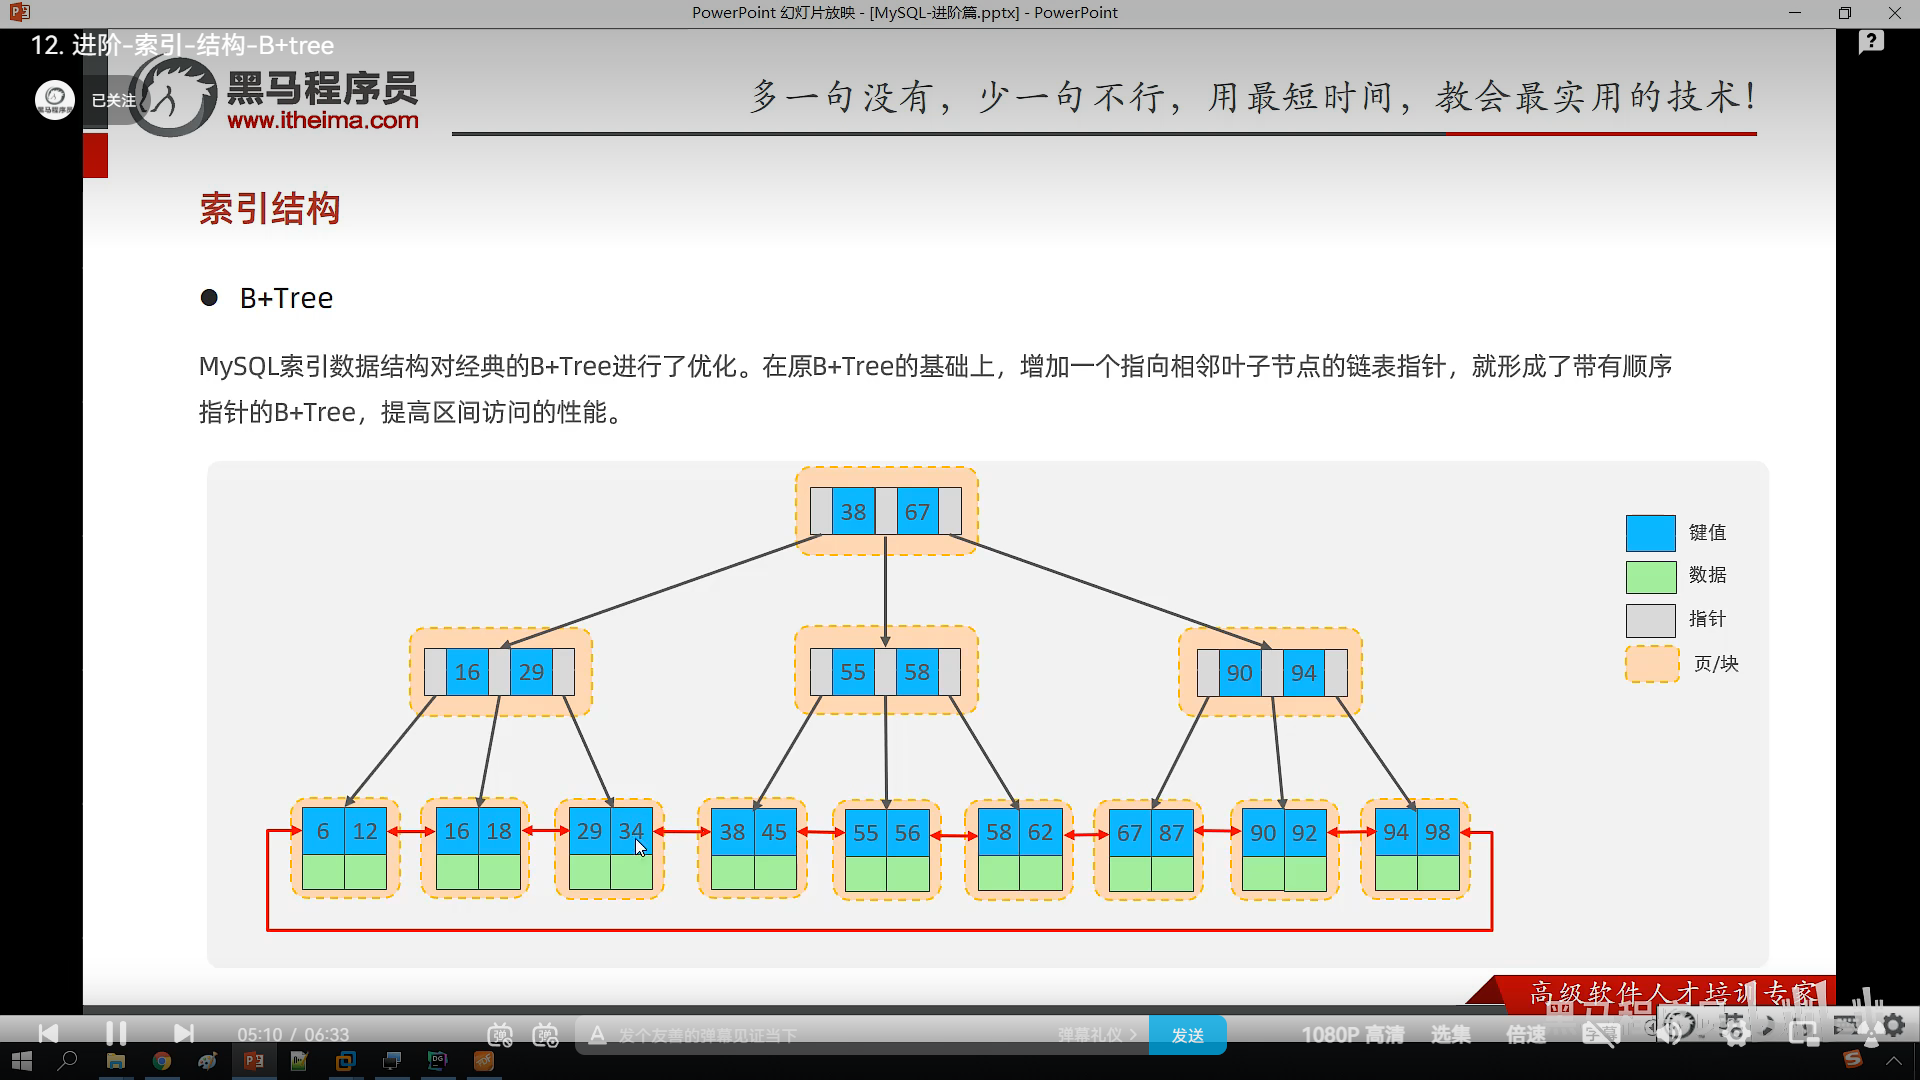 PowerPoint 幻灯片放映 - [MySQL-进阶篇.pptx] - PowerPoint
12. 进阶-索引-结构-B+tree
已关注
黑马程序员
www.itheima.com
多一句没有，少一句不行，用最短时间，教会最实用的技术！
索引结构
B+Tree
MySQL索引数据结构对经典的B+Tree进行了优化。在原B+Tree的基础上，增加一个指向相邻叶子节点的链表指针，就形成了带有顺序
指针的B+Tree，提高区间访问的性能。
38 67
键值
数据
指针
页/块
16 29 55 58 90 94
6 12 16 18 29 34 38 45 55 56 58 62 67 87 90 92 94 98
高级软件人才培训专家
05:10 / 06:33
弹
弹
A 发个友善的弹幕见证当下
弹幕礼仪
发送
1080P 高清
选集
倍速
字幕